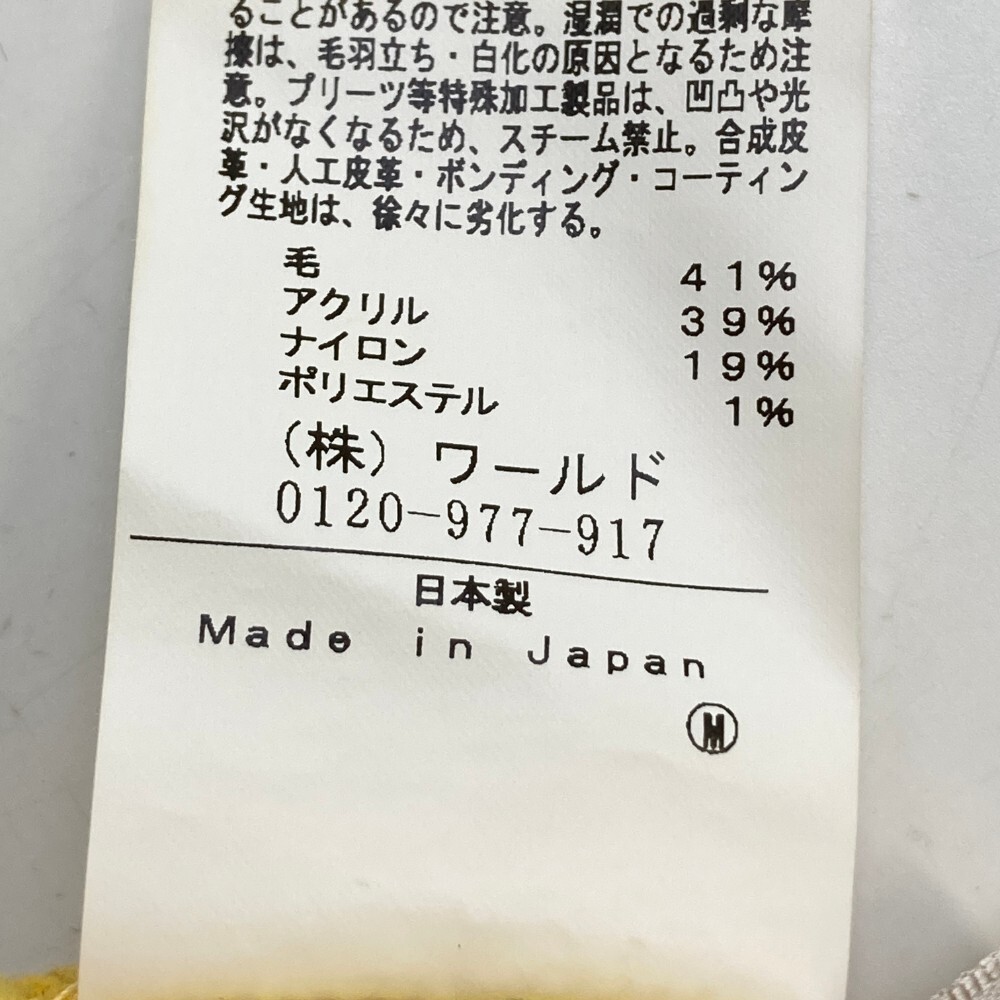 ることがあるので注意。湿潤での過剰な摩
擦は、毛羽立ち・白化の原因となるため注
意。プリーツ等特殊加工製品は、凹凸や光
沢がなくなるため、スチーム禁止。合成皮
革・人工皮革・ボンディング・コーティン
グ生地は、徐々に劣化する。
毛 41%
アクリル 39%
ナイロン 19%
ポリエステル 1%
(株) ワールド
0120-977-917
日本製
Made in Japan
M